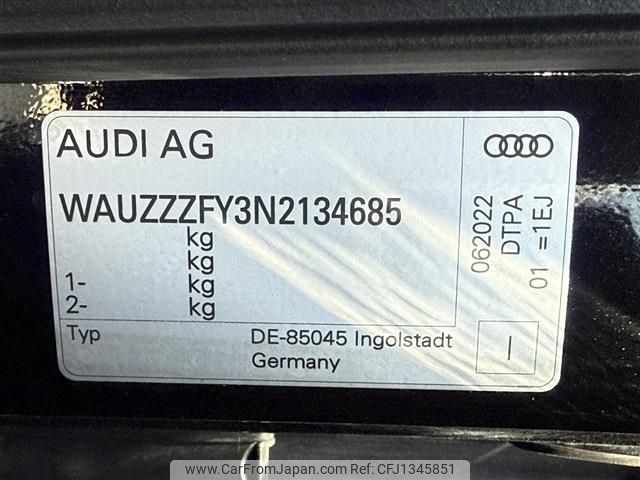 AUDI AG
WAUZZZFY3N2134685
kg
kg
1- kg
2- kg
Typ
DE-85045 Ingolstadt
Germany
062022
DTPA
01 =1EJ
I
www.CarFromJapan.com | CFJ1345851